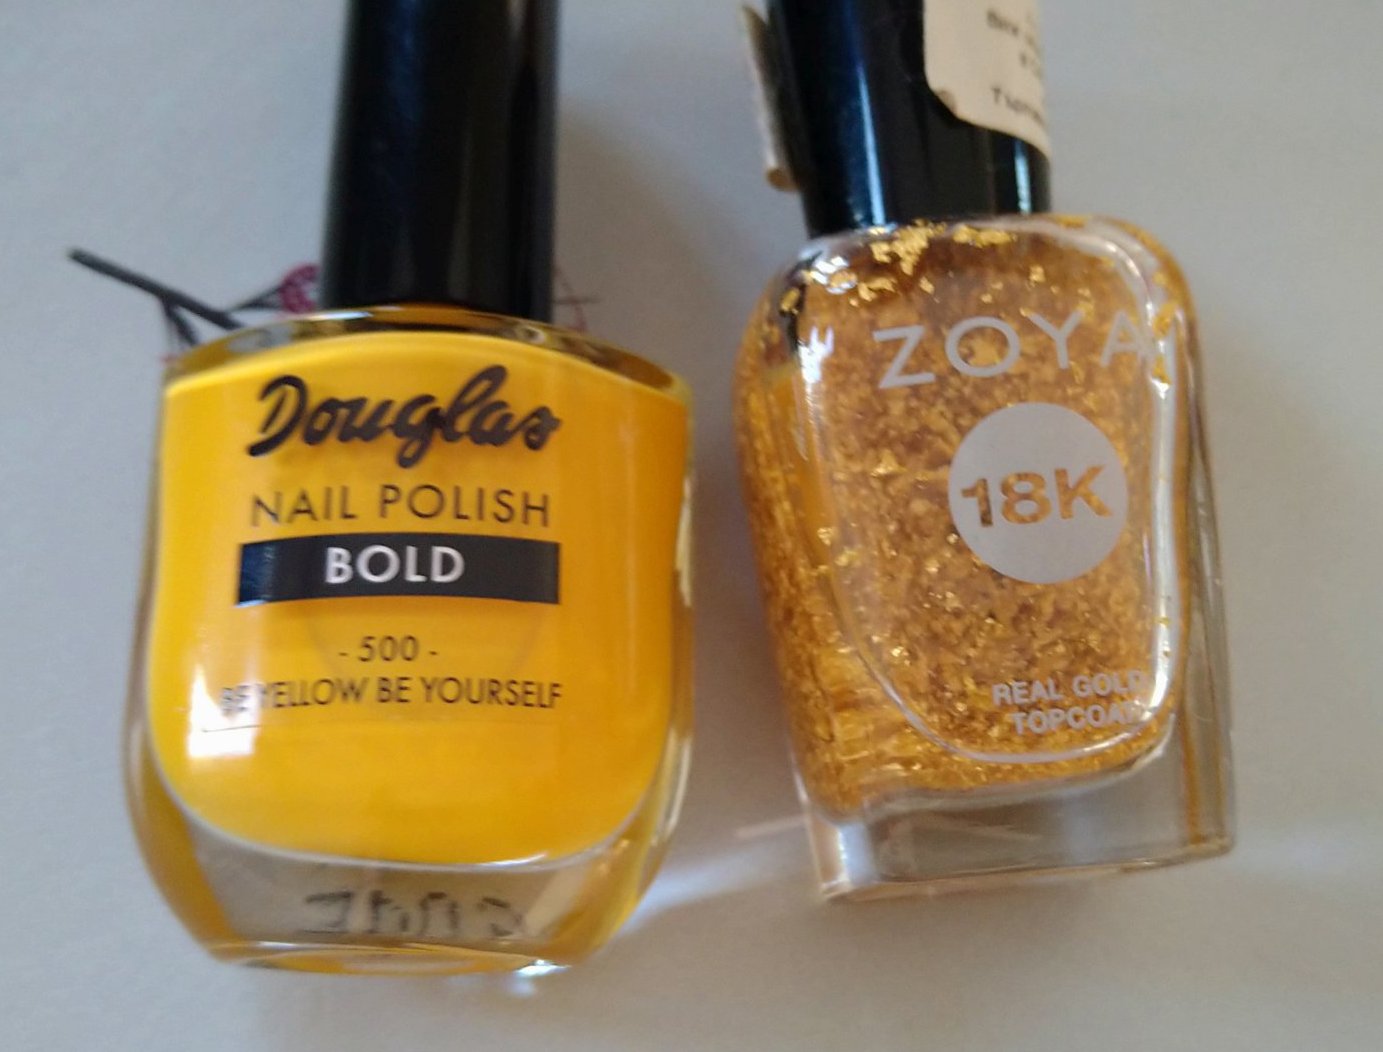 Douglas
NAIL POLISH
BOLD
- 500 -
BE YELLOW BE YOURSELF
ZOYA
18K
REAL GOLD
TOPCOAT